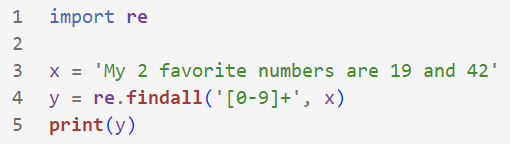 1 import re
2
3 x = 'My 2 favorite numbers are 19 and 42'
4 y = re.findall('[0-9]+', x)
5 print(y)